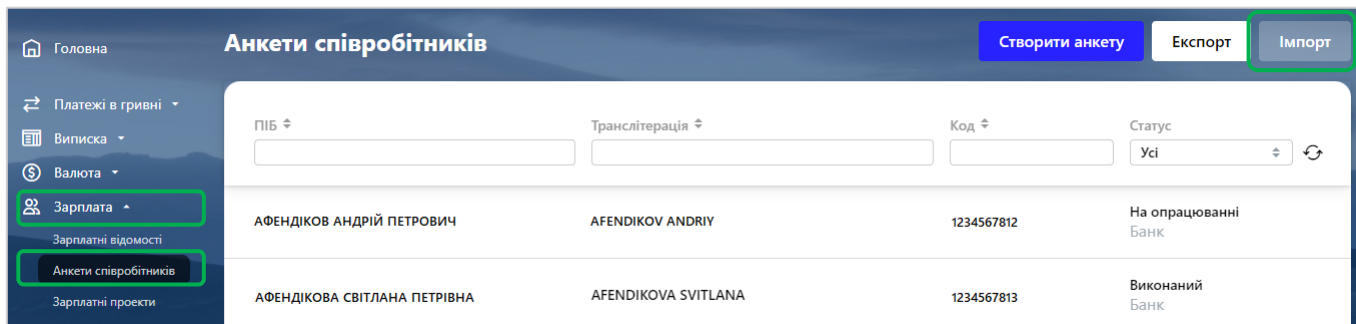 Головна
Платежі в гривні
Виписка
Валюта
Зарплата
Зарплатні відомості
Анкети співробітників
Зарплатні проекти
Анкети співробітників
Створити анкету Експорт Імпорт
ПІБ Транслітерація Код Статус
Усі
АФЕНДІКОВ АНДРІЙ ПЕТРОВИЧ AFENDIKOV ANDRIY 1234567812 На опрацюванні
Банк
АФЕНДІКОВА СВІТЛАНА ПЕТРІВНА AFENDIKOVA SVITLANA 1234567813 Виконаний
Банк